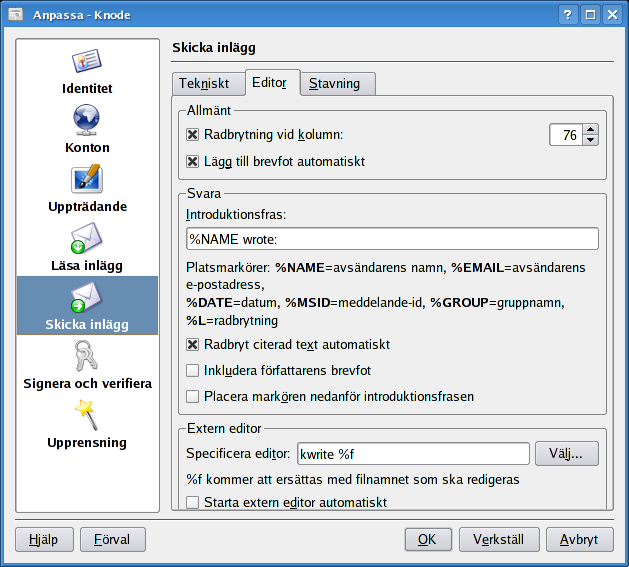 Anpassa - Knode
Identitet
Konton
Uppträdande
Läsa inlägg
Skicka inlägg
Signera och verifiera
Upprensning
Skicka inlägg
Tekniskt Editor Stavning
Allmänt
Radbrytning vid kolumn: 76
Lägg till brevfot automatiskt
Svara
Introduktionsfras:
%NAME wrote:
Platsmarkörer: %NAME=avsändarens namn, %EMAIL=avsändarens
e-postadress,
%DATE=datum, %MSID=meddelande-id, %GROUP=gruppnamn,
%L=radbrytning
Radbryt citerad text automatiskt
Inkludera författarens brevfot
Placera markören nedanför introduktionsfrasen
Extern editor
Specificera editor: kwrite %f Välj...
%f kommer att ersättas med filnamnet som ska redigeras
Starta extern editor automatiskt
Hjälp Förval OK Verkställ Avbryt